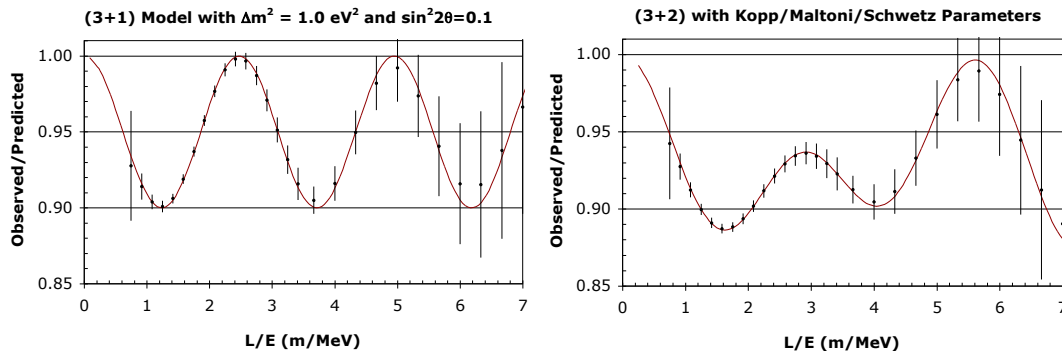 (3+1) Model with Δm² = 1.0 eV² and sin²2θ=0.1
1.00
0.95
0.90
0.85
Observed/Predicted
0 1 2 3 4 5 6 7
L/E (m/MeV)
(3+2) with Kopp/Maltoni/Schwetz Parameters
1.00
0.95
0.90
0.85
Observed/Predicted
0 1 2 3 4 5 6 7
L/E (m/MeV)